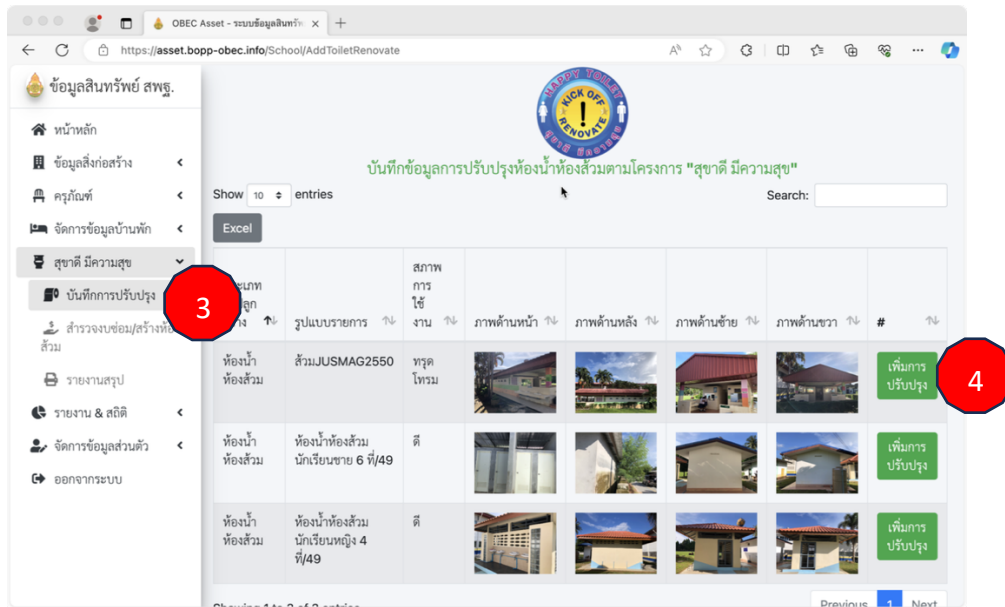 OBEC Asset - ระบบข้อมูลสินทรัพ
https://asset.bopp-obec.info/School/AddToiletRenovate
ข้อมูลสินทรัพย์ สพฐ.
หน้าหลัก
ข้อมูลสิ่งก่อสร้าง
ครุภัณฑ์
จัดการข้อมูลบ้านพัก
สุขาดี มีความสุข
บันทึกการปรับปรุง
3
สำรวจงบซ่อม/สร้างห้อ
ส้วม
รายงานสรุป
รายงาน & สถิติ
จัดการข้อมูลส่วนตัว
ออกจากระบบ
HAPPY TOILET
KICK OFF
!
RENOVATE
สุขาดี มีความสุข
บันทึกข้อมูลการปรับปรุงห้องน้ำห้องส้วมตามโครงการ "สุขาดี มีความสุข"
Show 10 entries
Search:
Excel
รูปแบบรายการ
สภาพ
การ
ใช้
งาน
ภาพด้านหน้า
ภาพด้านหลัง
ภาพด้านซ้าย
ภาพด้านขวา
#
ห้องน้ำ
ห้องส้วม
ส้วมJUSMAG2550
ทรุด
โทรม
เพิ่มการ
ปรับปรุง
4
ห้องน้ำ
ห้องส้วม
ห้องน้ำห้องส้วม
นักเรียนชาย 6 ที่/49
ดี
เพิ่มการ
ปรับปรุง
ห้องน้ำ
ห้องส้วม
ห้องน้ำห้องส้วม
นักเรียนหญิง 4
ที่/49
ดี
เพิ่มการ
ปรับปรุง
Showing 1 to 3 of 3 entries
Previous 1 Next